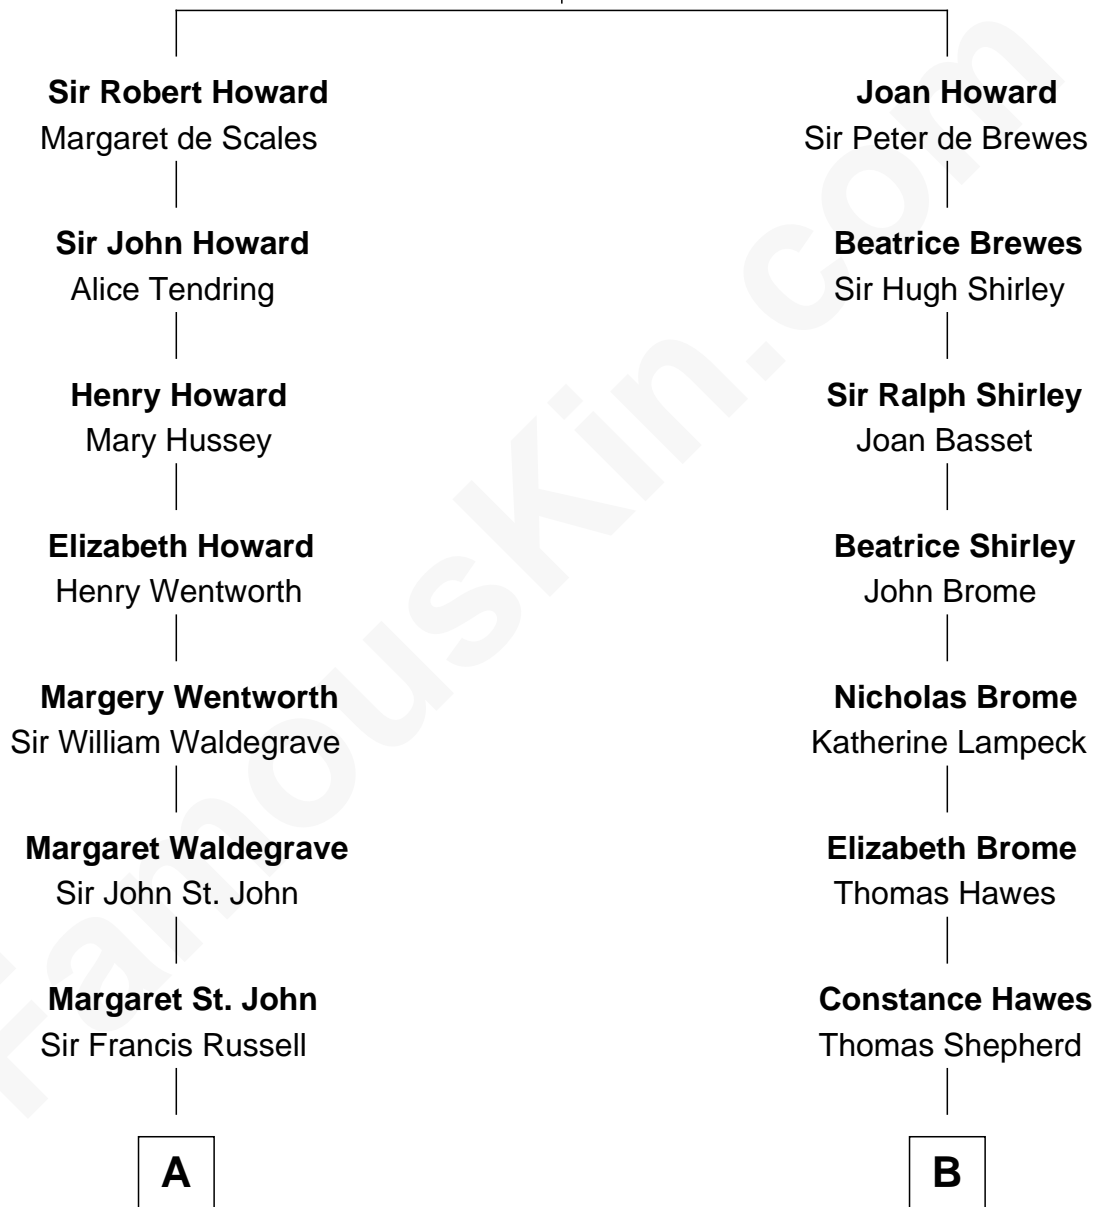 Sir Robert Howard
Margaret de Scales
Sir John Howard
Alice Tendring
Henry Howard
Mary Hussey
Elizabeth Howard
Henry Wentworth
Margery Wentworth
Sir William Waldegrave
Margaret Waldegrave
Sir John St. John
Margaret St. John
Sir Francis Russell
A
Joan Howard
Sir Peter de Brewes
Beatrice Brewes
Sir Hugh Shirley
Sir Ralph Shirley
Joan Basset
Beatrice Shirley
John Brome
Nicholas Brome
Katherine Lampeck
Elizabeth Brome
Thomas Hawes
Constance Hawes
Thomas Shepherd
B
FamousKin.com